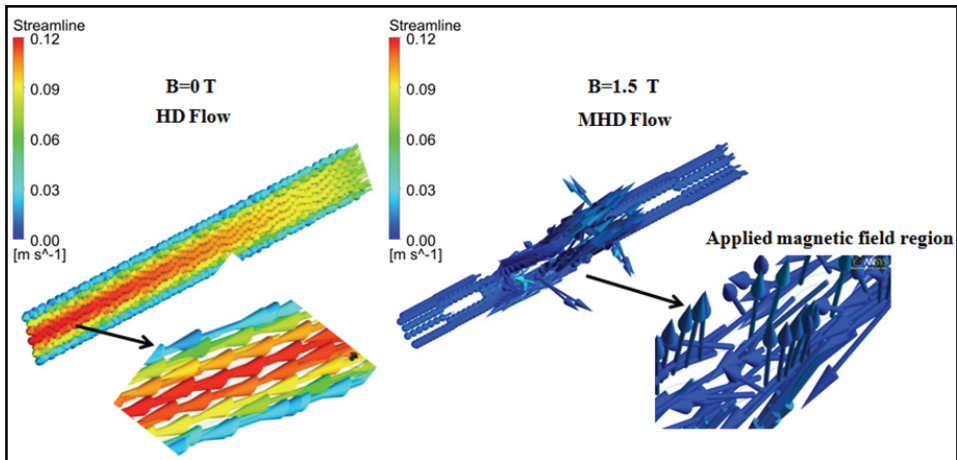 Streamline
0.12
0.09
0.06
0.03
0.00
[m s^-1]
B=0 T
HD Flow
Streamline
0.12
0.09
0.06
0.03
0.00
[m s^-1]
B=1.5 T
MHD Flow
Applied magnetic field region